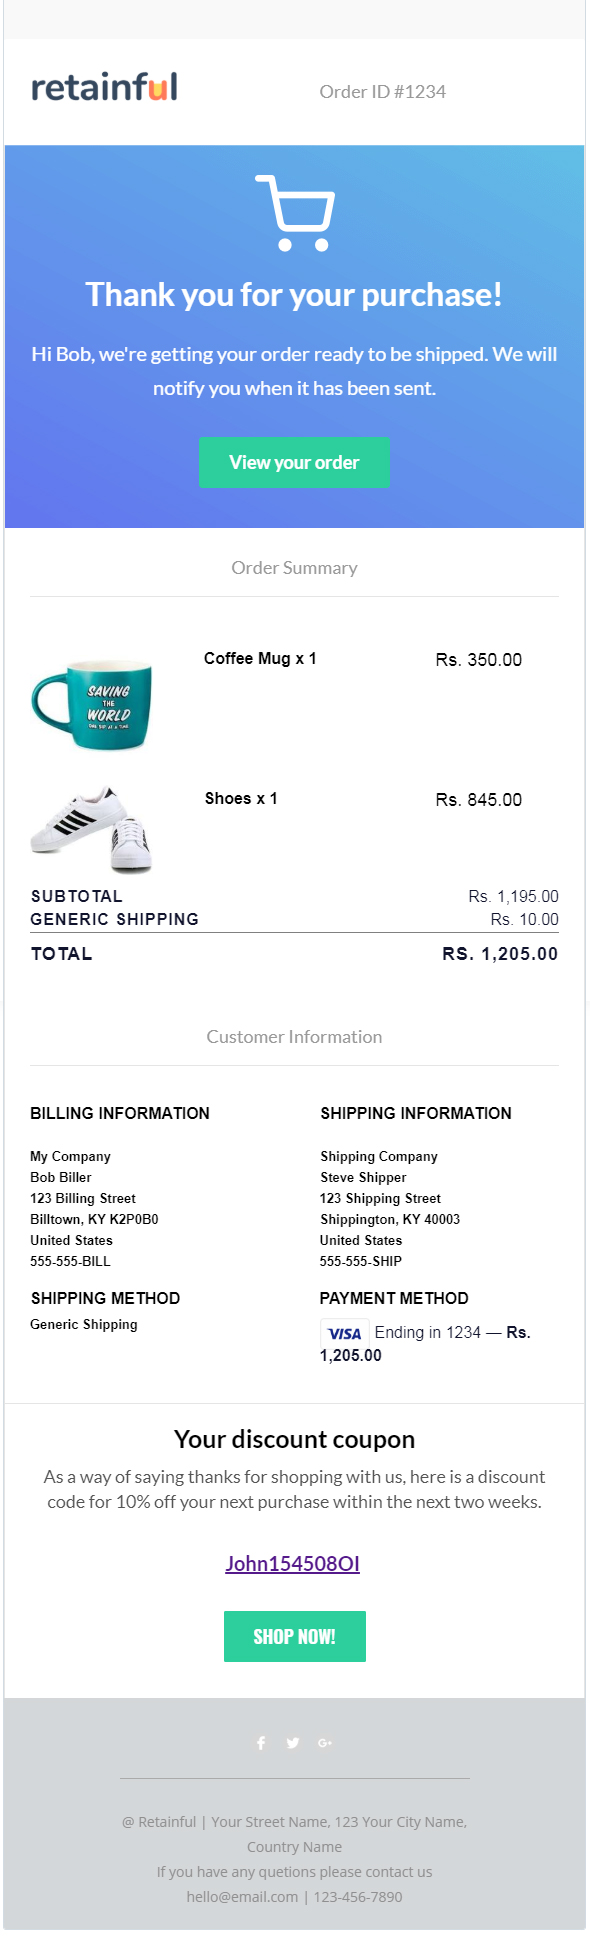 retainful
Order ID #1234
Thank you for your purchase!
Hi Bob, we're getting your order ready to be shipped. We will
notify you when it has been sent.
View your order
Order Summary
Coffee Mug x 1
Rs. 350.00
SAVING
THE
WORLD
ONE SIP AT A TIME
Shoes x 1
Rs. 845.00
SUBTOTAL
Rs. 1,195.00
GENERIC SHIPPING
Rs. 10.00
TOTAL
RS. 1,205.00
Customer Information
BILLING INFORMATION
My Company
Bob Biller
123 Billing Street
Billtown, KY K2P0B0
United States
555-555-BILL
SHIPPING INFORMATION
Shipping Company
Steve Shipper
123 Shipping Street
Shippington, KY 40003
United States
555-555-SHIP
SHIPPING METHOD
Generic Shipping
PAYMENT METHOD
VISA Ending in 1234 — Rs.
1,205.00
Your discount coupon
As a way of saying thanks for shopping with us, here is a discount
code for 10% off your next purchase within the next two weeks.
John154508OI
SHOP NOW!
@ Retainful | Your Street Name, 123 Your City Name,
Country Name
If you have any quetions please contact us
hello@email.com | 123-456-7890